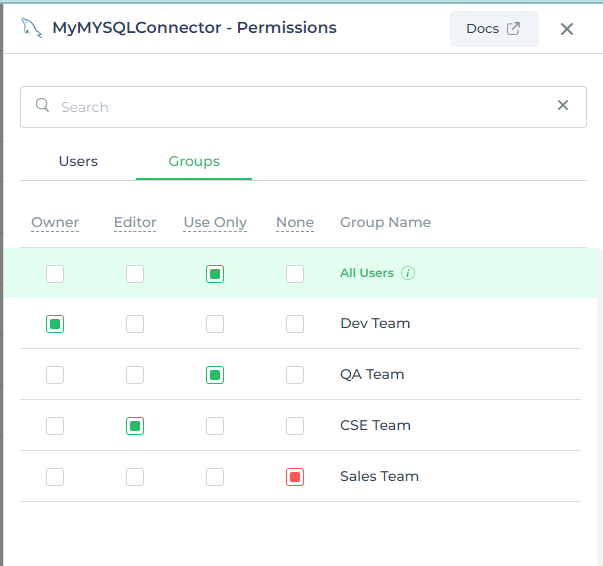 MyMYSQLConnector - Permissions
Docs
Search
Users Groups
Owner Editor Use Only None Group Name
All Users i
Dev Team
QA Team
CSE Team
Sales Team